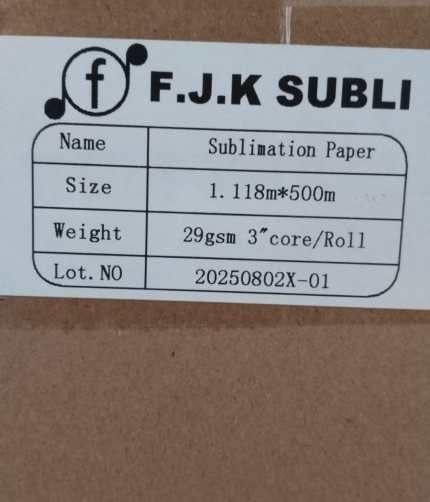 f F.J.K SUBLI
Name Sublimation Paper
Size 1.118m*500m
Weight 29gsm 3″core/Roll
Lot.NO 20250802X-01